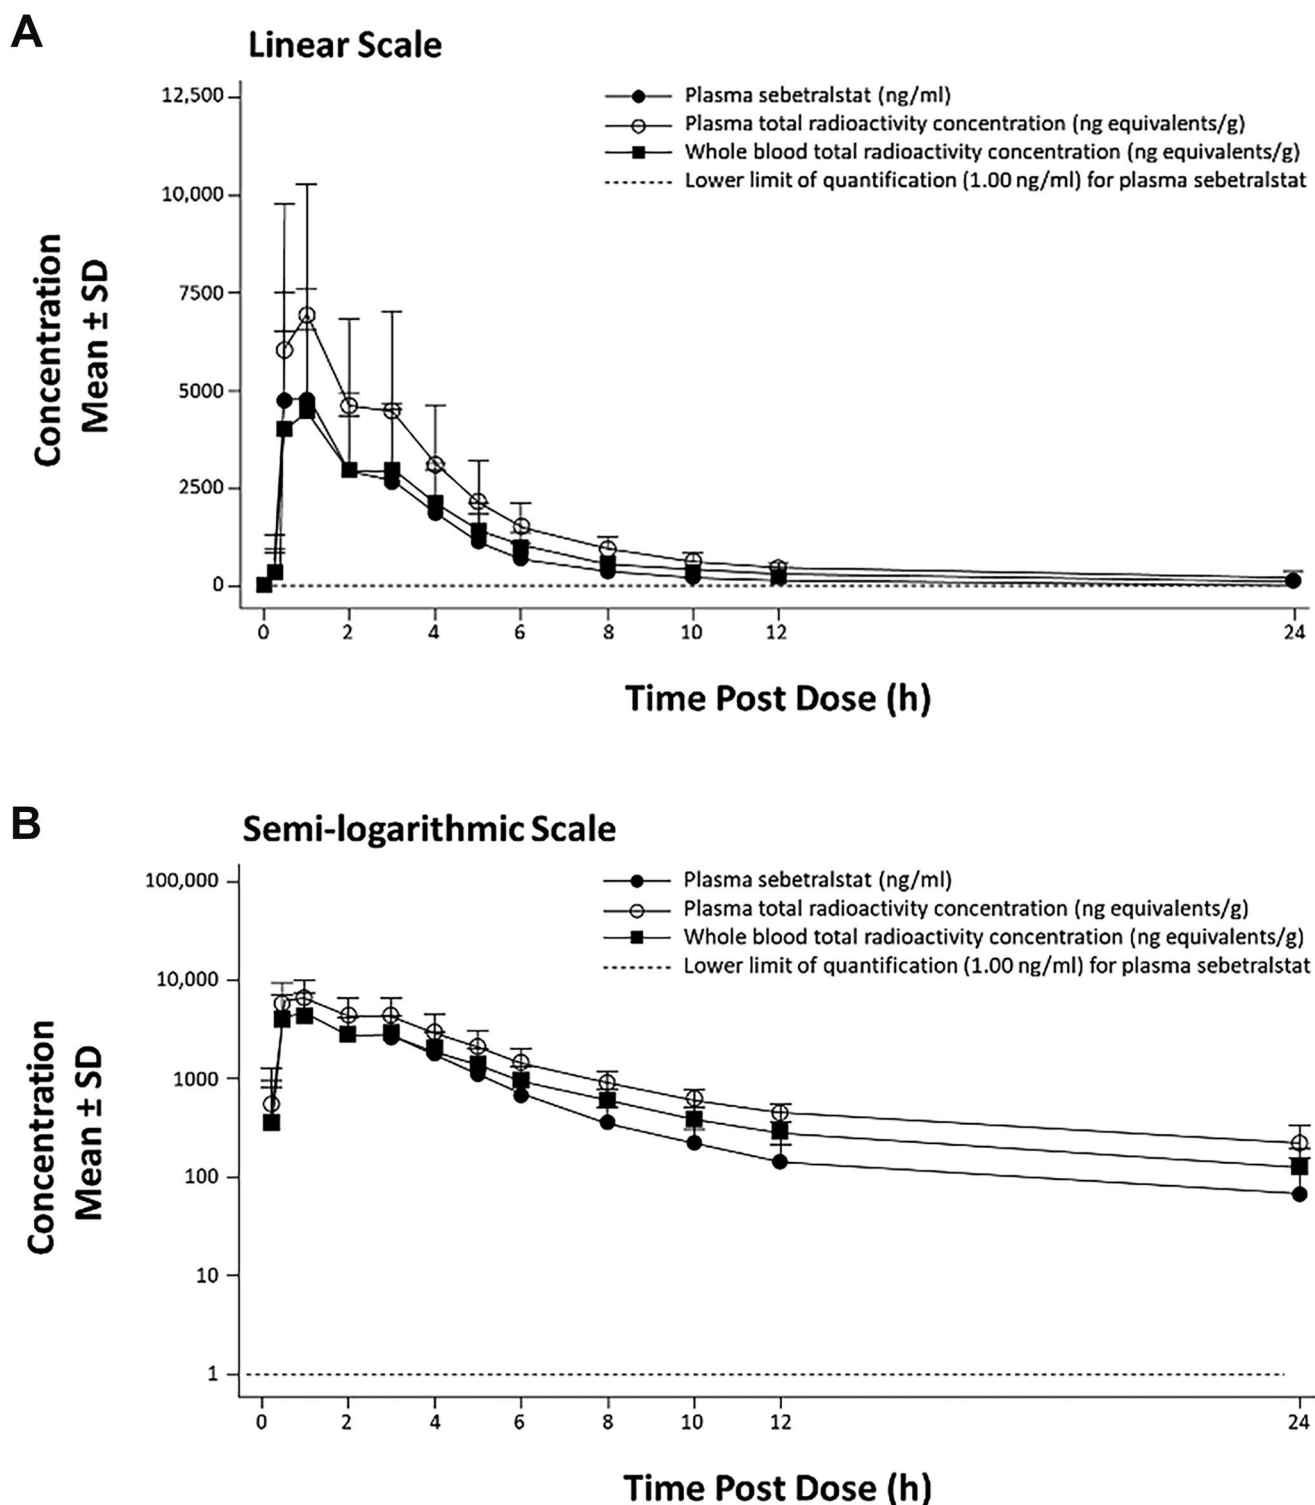 A
Linear Scale
12,500
10,000
7500
5000
2500
0
Concentration
Mean ± SD
Plasma sebetralstat (ng/ml)
Plasma total radioactivity concentration (ng equivalents/g)
Whole blood total radioactivity concentration (ng equivalents/g)
Lower limit of quantification (1.00 ng/ml) for plasma sebetralstat
0 2 4 6 8 10 12 24
Time Post Dose (h)
B
Semi-logarithmic Scale
100,000
10,000
1000
100
10
1
Concentration
Mean ± SD
Plasma sebetralstat (ng/ml)
Plasma total radioactivity concentration (ng equivalents/g)
Whole blood total radioactivity concentration (ng equivalents/g)
Lower limit of quantification (1.00 ng/ml) for plasma sebetralstat
0 2 4 6 8 10 12 24
Time Post Dose (h)